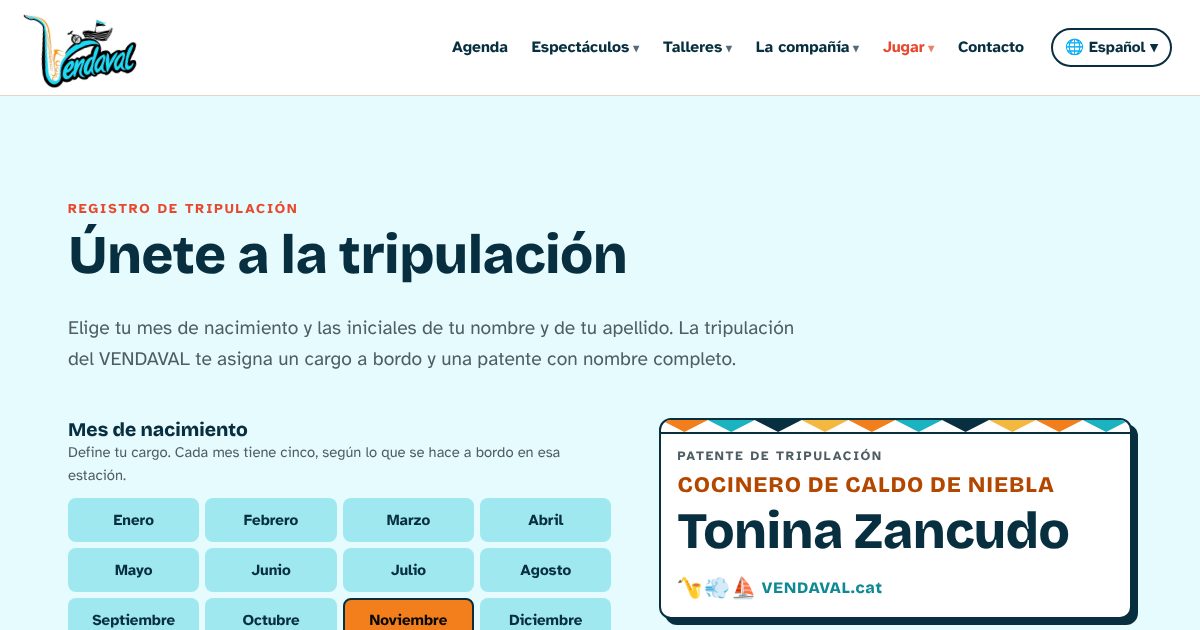 Vendaval
Agenda Espectáculos ▾ Talleres ▾ La compañía ▾ Jugar ▾ Contacto 🌐 Español ▾
REGISTRO DE TRIPULACIÓN
Únete a la tripulación
Elige tu mes de nacimiento y las iniciales de tu nombre y de tu apellido. La tripulación
del VENDAVAL te asigna un cargo a bordo y una patente con nombre completo.
Mes de nacimiento
Define tu cargo. Cada mes tiene cinco, según lo que se hace a bordo en esa
estación.
Enero Febrero Marzo Abril
Mayo Junio Julio Agosto
Septiembre Octubre Noviembre Diciembre
PATENTE DE TRIPULACIÓN
COCINERO DE CALDO DE NIEBLA
Tonina Zancudo
🎷💨⛵ VENDAVAL.cat